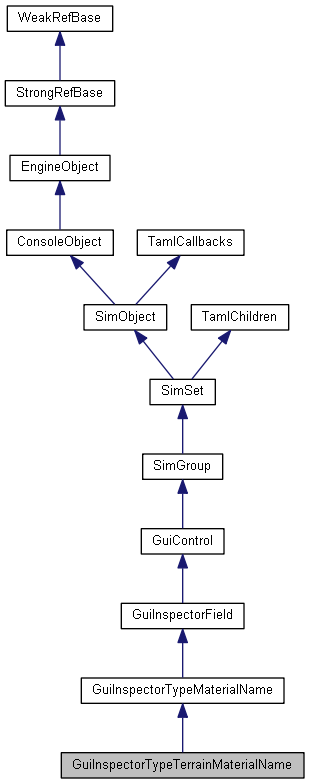 WeakRefBase
StrongRefBase
EngineObject
ConsoleObject
TamlCallbacks
SimObject
TamlChildren
SimSet
SimGroup
GuiControl
GuiInspectorField
GuiInspectorTypeMaterialName
GuiInspectorTypeTerrainMaterialName